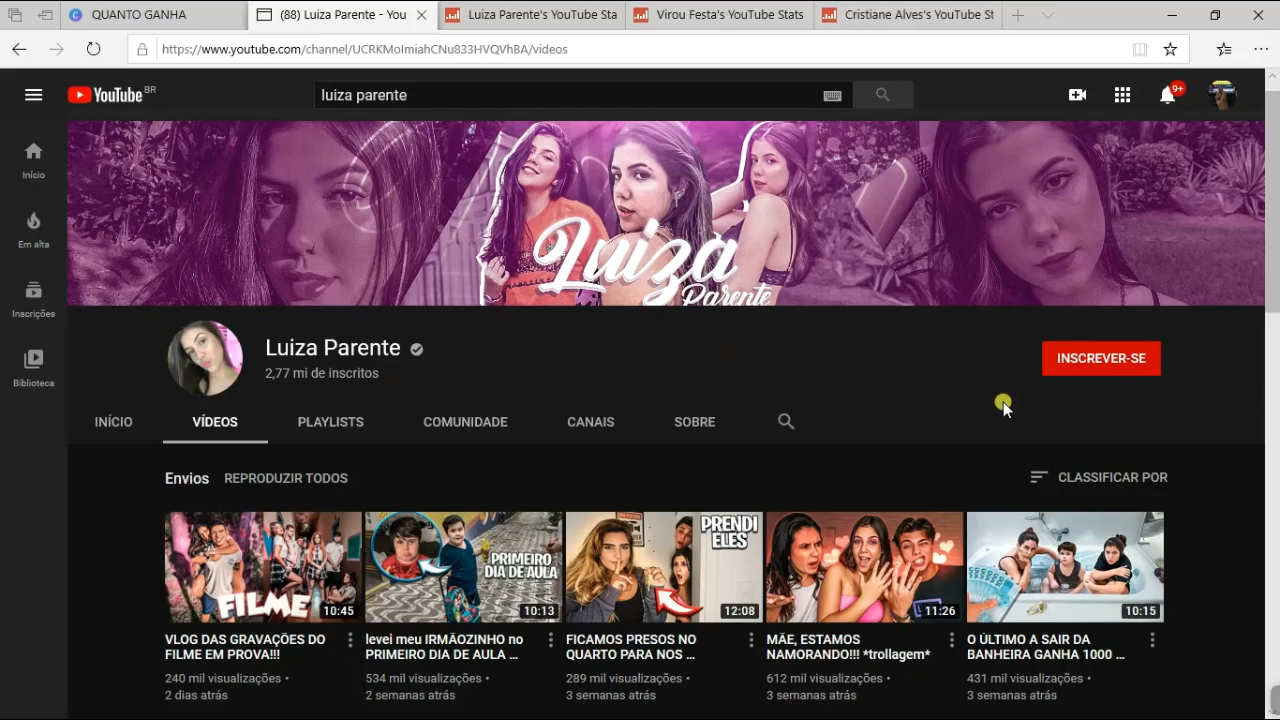 QUANTO GANHA
(88) Luiza Parente - You
Luiza Parente's YouTube Sta
Virou Festa's YouTube Stats
Cristiane Alves's YouTube St
https://www.youtube.com/channel/UCRKMoImiahCNu833HVQVhBA/videos
YouTube BR
luiza parente
9+
Início
Em alta
Inscrições
Biblioteca
Luiza
Parente
Luiza Parente
2,77 mi de inscritos
INSCREVER-SE
INÍCIO
VÍDEOS
PLAYLISTS
COMUNIDADE
CANAIS
SOBRE
Envios
REPRODUZIR TODOS
CLASSIFICAR POR
FILME
10:45
PRIMEIRO
DIA DE AULA
10:13
PRENDI
ELES
12:08
11:26
10:15
VLOG DAS GRAVAÇÕES DO
FILME EM PROVA!!!
240 mil visualizações •
2 dias atrás
levei meu IRMÃOZINHO no
PRIMEIRO DIA DE AULA ...
534 mil visualizações •
2 semanas atrás
FICAMOS PRESOS NO
QUARTO PARA NOS ...
289 mil visualizações •
3 semanas atrás
MÃE, ESTAMOS
NAMORANDO!!! *trollagem*
612 mil visualizações •
3 semanas atrás
O ÚLTIMO A SAIR DA
BANHEIRA GANHA 1000 ...
431 mil visualizações •
3 semanas atrás